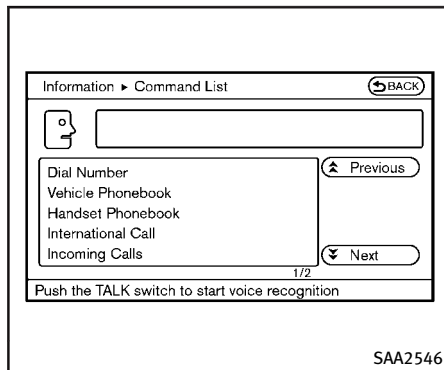 Information ▸ Command List BACK
Dial Number
Previous
Vehicle Phonebook
Handset Phonebook
International Call
Incoming Calls
Next
1/2
Push the TALK switch to start voice recognition
SAA2546